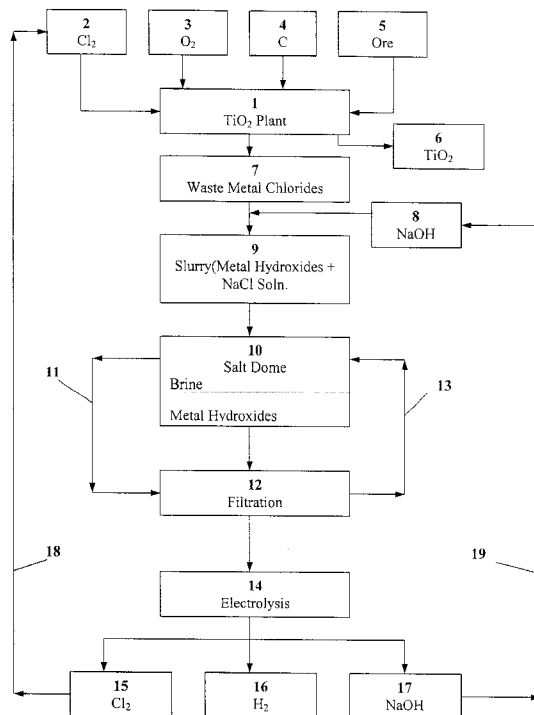 2
Cl₂
3
O₂
4
C
5
Ore
1
TiO₂ Plant
6
TiO₂
7
Waste Metal Chlorides
8
NaOH
9
Slurry(Metal Hydroxides +
NaCl Soln.
10
Salt Dome
Brine
Metal Hydroxides
11
13
12
Filtration
18
19
14
Electrolysis
15
Cl₂
16
H₂
17
NaOH